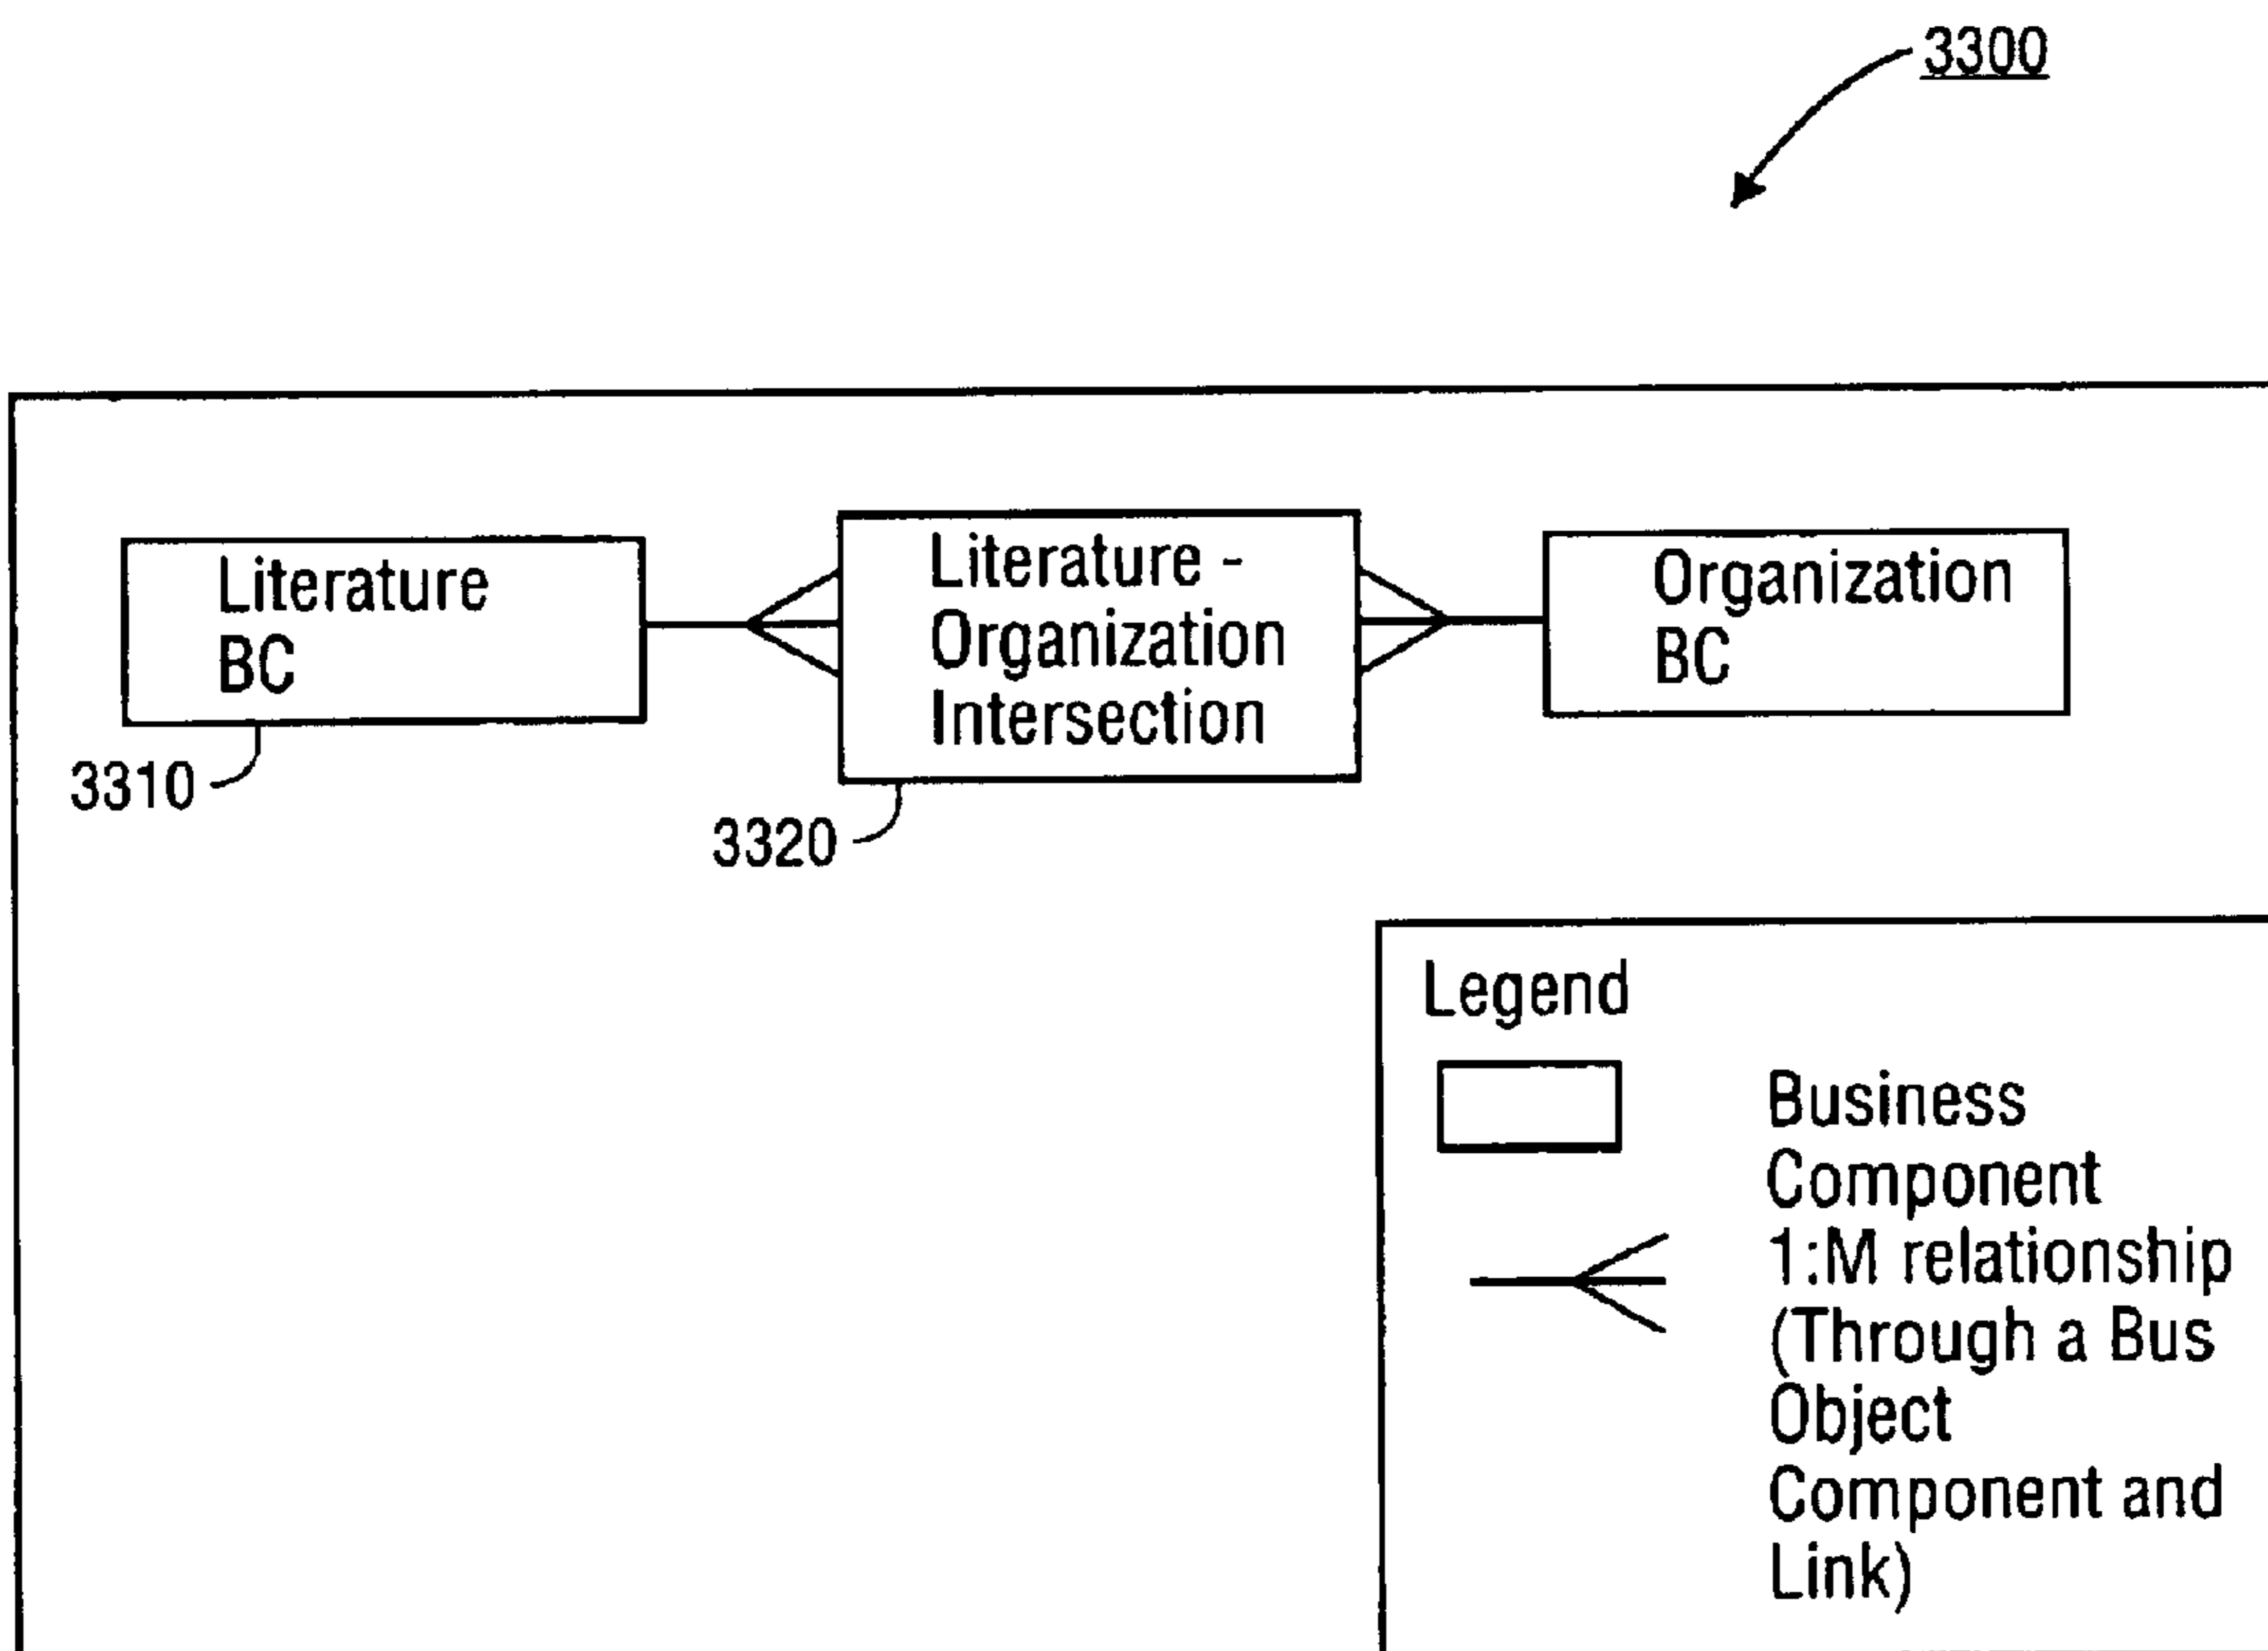 3300
Literature
BC
3310
Literature -
Organization
Intersection
3320
Organization
BC
Legend
Business
Component
1:M relationship
(Through a Bus
Object
Component and
Link)